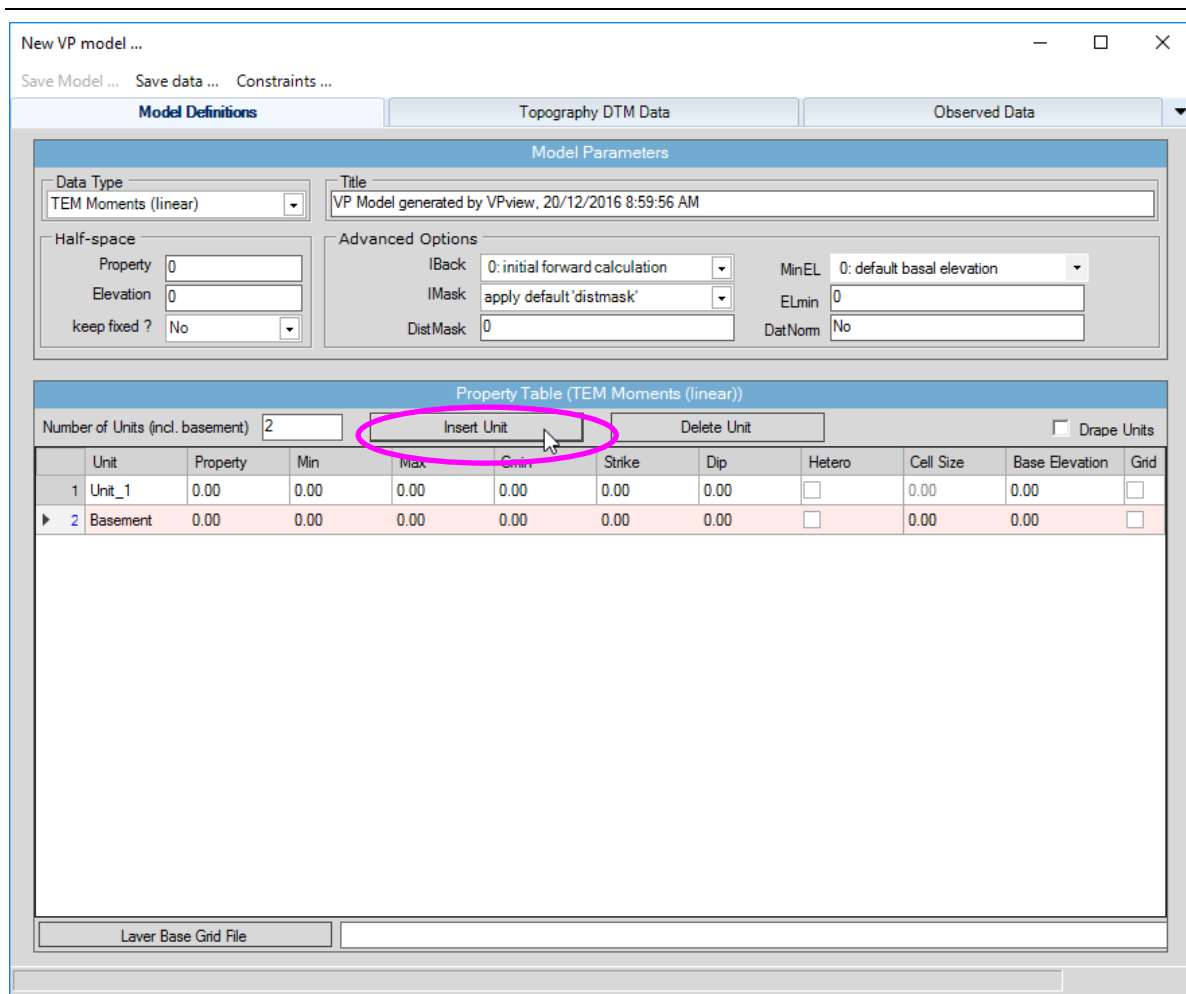 New VP model ...
Save Model ... Save data ... Constraints ...
Model Definitions Topography DTM Data Observed Data
Model Parameters
Data Type Title
TEM Moments (linear) VP Model generated by VPview, 20/12/2016 8:59:56 AM
Half-space Advanced Options
Property 0 IBack 0: initial forward calculation MinEL 0: default basal elevation
Elevation 0 IMask apply default 'distmask' ELmin 0
keep fixed ? No DistMask 0 DatNorm No
Property Table (TEM Moments (linear))
Number of Units (incl. basement) 2 Insert Unit Delete Unit Drape Units
Unit Property Min Max Cmin Strike Dip Hetero Cell Size Base Elevation Grid
1 Unit_1 0.00 0.00 0.00 0.00 0.00 0.00 0.00 0.00
2 Basement 0.00 0.00 0.00 0.00 0.00 0.00 0.00 0.00
Layer Base Grid File